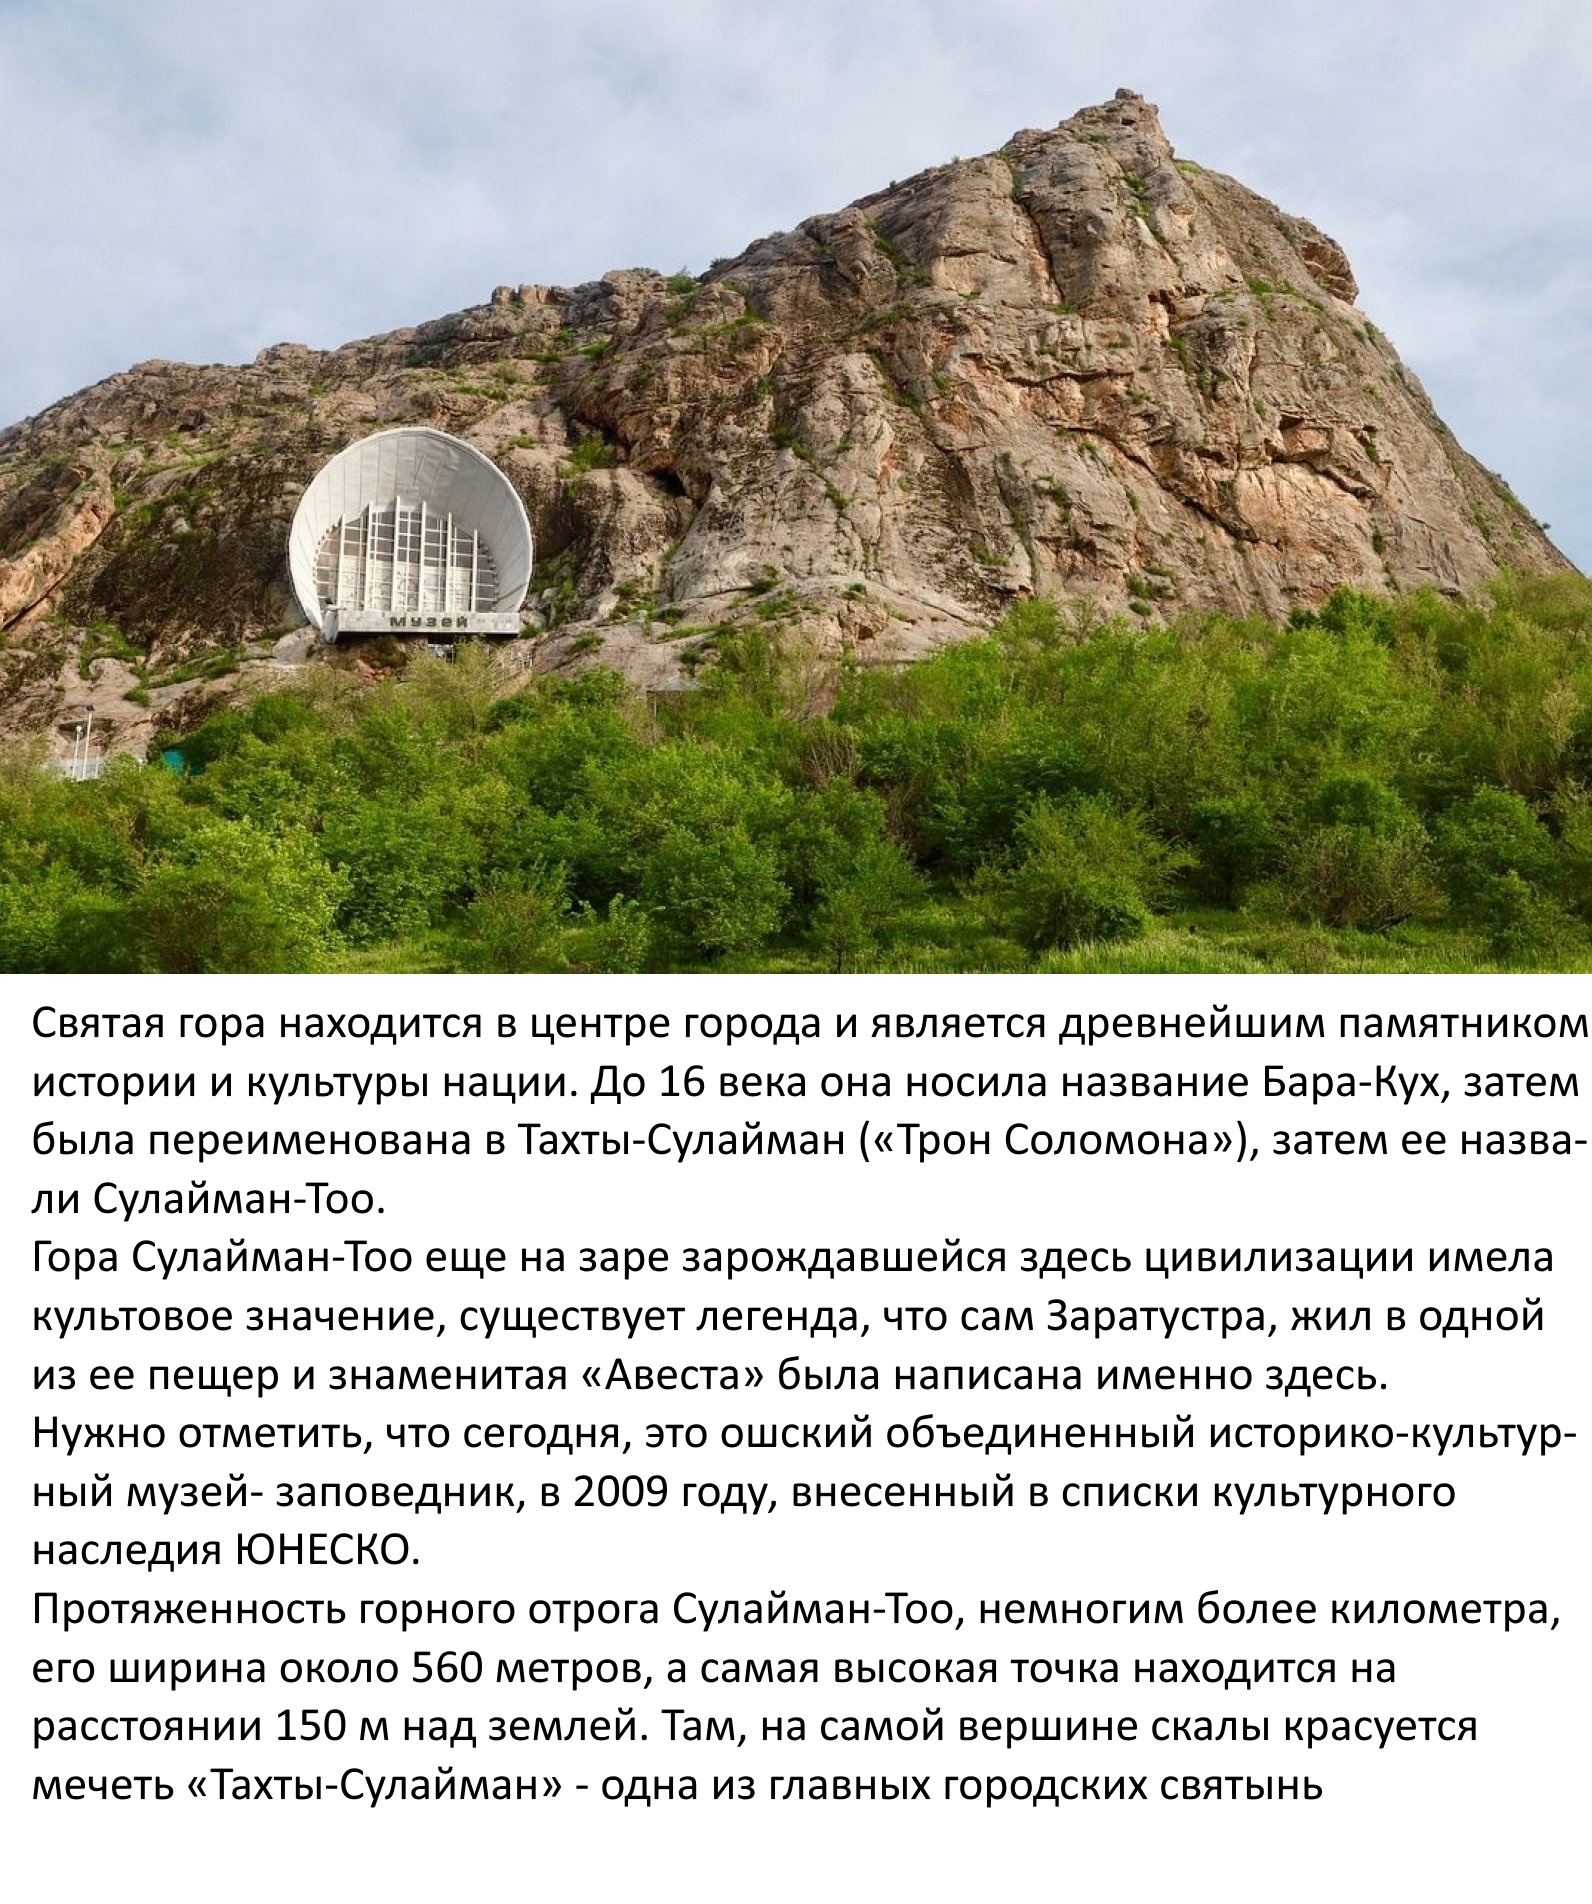 музей
Святая гора находится в центре города и является древнейшим памятником
истории и культуры нации. До 16 века она носила название Бара-Кух, затем
была переименована в Тахты-Сулайман («Трон Соломона»), затем ее назва-
ли Сулайман-Тоо.
Гора Сулайман-Тоо еще на заре зарождавшейся здесь цивилизации имела
культовое значение, существует легенда, что сам Заратустра, жил в одной
из ее пещер и знаменитая «Авеста» была написана именно здесь.
Нужно отметить, что сегодня, это ошский объединенный историко-культур-
ный музей- заповедник, в 2009 году, внесенный в списки культурного
наследия ЮНЕСКО.
Протяженность горного отрога Сулайман-Тоо, немногим более километра,
его ширина около 560 метров, а самая высокая точка находится на
расстоянии 150 м над землей. Там, на самой вершине скалы красуется
мечеть «Тахты-Сулайман» - одна из главных городских святынь